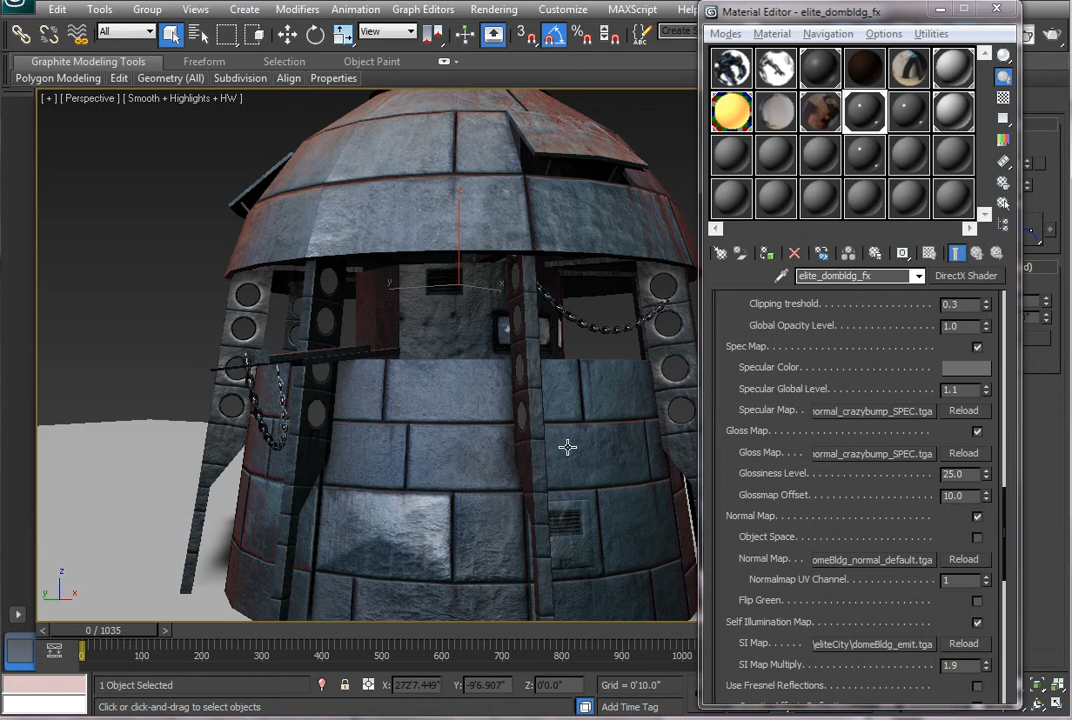 Edit Tools Group Views Create Modifiers Animation Graph Editors Rendering Customize MAXScript
Material Editor - elite_dombldg_fx
All
View
3
%
Modes Material Navigation Options Utilities
Graphite Modeling Tools Freeform Selection Object Paint
Polygon Modeling Edit Geometry (All) Subdivision Align Properties
[ + ] [ Perspective ] [ Smooth + Highlights + HW ]
y
x
elite_dombldg_fx DirectX Shader
Clipping treshold 0.3
Global Opacity Level 1.0
Spec Map
Specular Color
Specular Global Level 1.1
Specular Map ormal_crazybump_SPEC.tga Reload
Gloss Map
Gloss Map ormal_crazybump_SPEC.tga Reload
Glossiness Level 25.0
Glossmap Offset 10.0
Normal Map
Object Space
Normal Map omeBldg_normal_default.tga Reload
Normalmap UV Channel 1
Flip Green
Self Illumination Map
SI Map \eliteCity\domeBldg_emit.tga Reload
SI Map Multiply 1.9
Use Fresnel Reflections
z
y x
< 0 / 1035 >
100 200 300 400 500 600 700 800 900 1000
1 Object Selected X: 272'7.449" Y: -9'6.907" Z: 0'0.0" Grid = 0'10.0"
Click or click-and-drag to select objects Add Time Tag